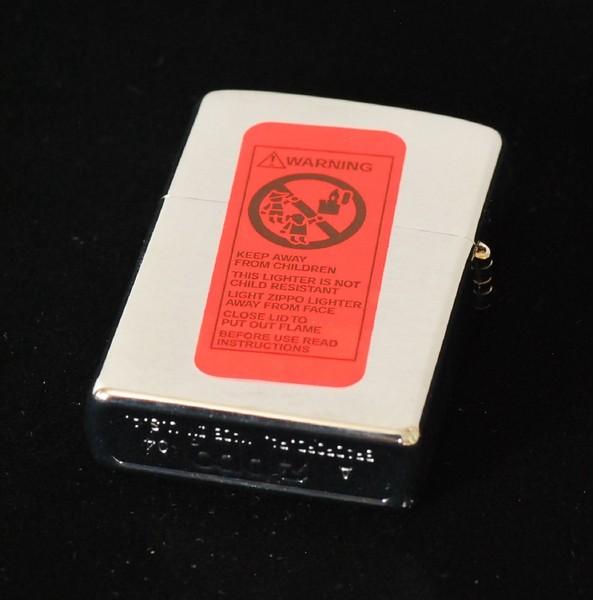 WARNING
KEEP AWAY
FROM CHILDREN
THIS LIGHTER IS NOT
CHILD RESISTANT
LIGHT ZIPPO LIGHTER
AWAY FROM FACE
CLOSE LID TO
PUT OUT FLAME
BEFORE USE READ
INSTRUCTIONS
A
04